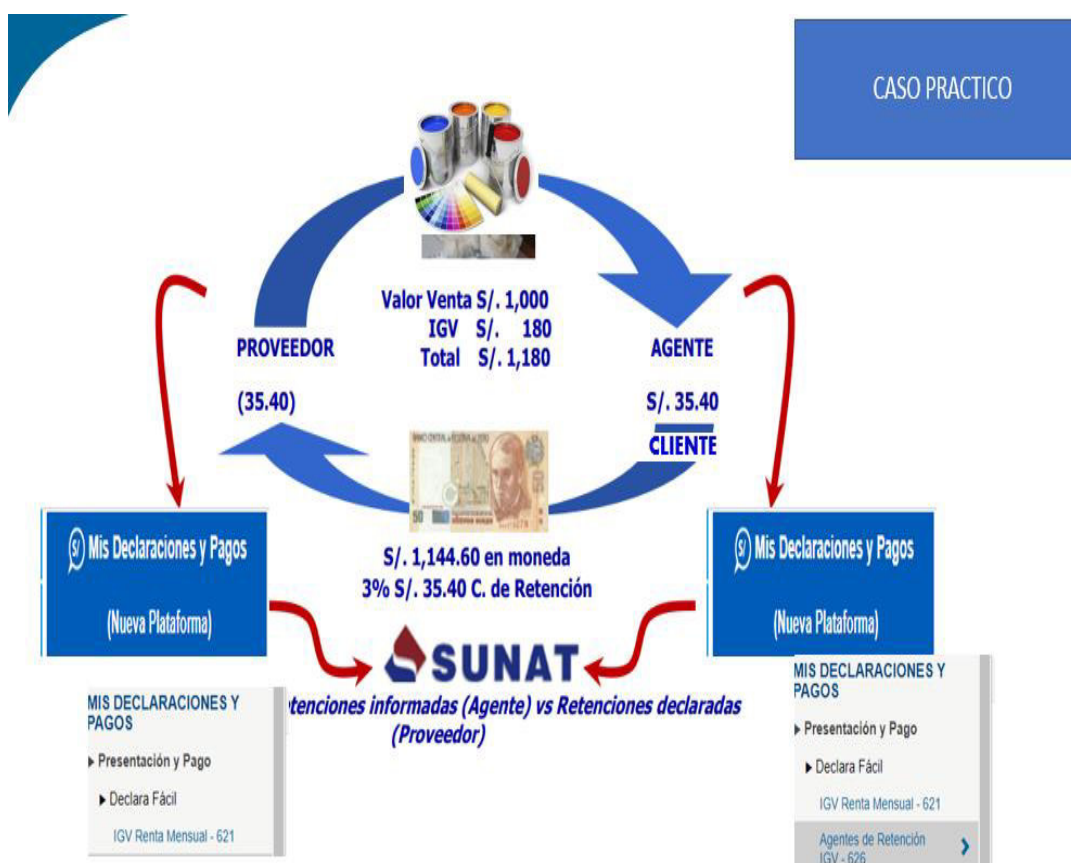 CASO PRACTICO
Valor Venta S/. 1,000
IGV S/. 180
Total S/. 1,180
PROVEEDOR
(35.40)
AGENTE
S/. 35.40
CLIENTE
50
50
S/. 1,144.60 en moneda
3% S/. 35.40 C. de Retención
S/ Mis Declaraciones y Pagos
(Nueva Plataforma)
S/ Mis Declaraciones y Pagos
(Nueva Plataforma)
SUNAT
tenciones informadas (Agente) vs Retenciones declaradas
(Proveedor)
MIS DECLARACIONES Y
PAGOS
Presentación y Pago
Declara Fácil
IGV Renta Mensual - 621
MIS DECLARACIONES Y
PAGOS
Presentación y Pago
Declara Fácil
IGV Renta Mensual - 621
Agentes de Retención
IGV - 626